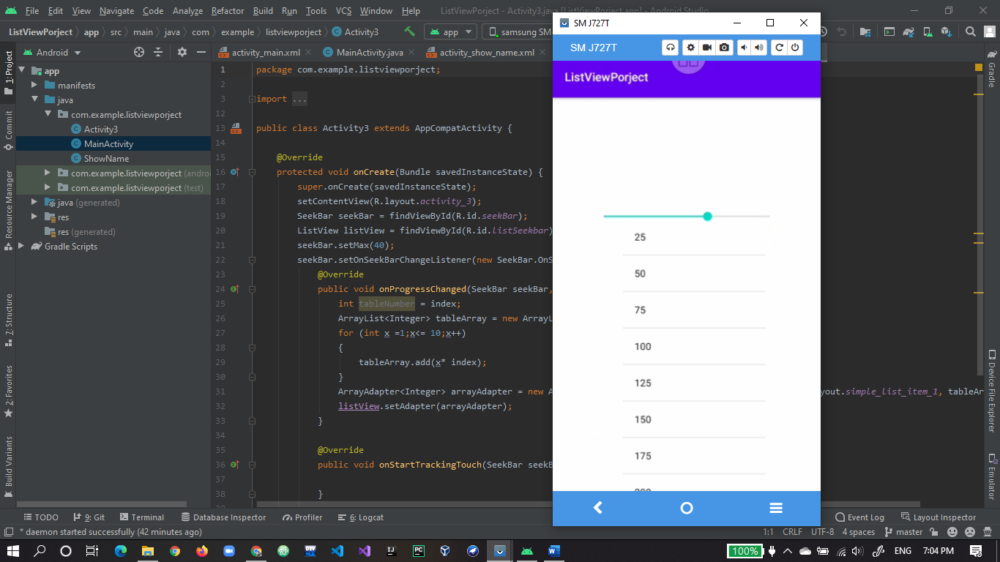 File Edit View Navigate Code Analyze Refactor Build Run Tools VCS Window Help ListViewPorject - Activity3.java [ListViewPorject.app] - Android Studio
ListViewPorject app src main java com example listviewporject Activity3 app samsung SM
SM J727T
SM J727T
ListViewPorject
25
50
75
100
125
150
175
Android
activity_main.xml MainActivity.java activity_show_name.xml
1: Project
Commit
Resource Manager
7: Structure
2: Favorites
Build Variants
app
manifests
java
com.example.listviewporject
Activity3
MainActivity
ShowName
com.example.listviewporject (androi
com.example.listviewporject (test)
java (generated)
res
res (generated)
Gradle Scripts
1 package com.example.listviewporject;
2
3 import ...
12
13 public class Activity3 extends AppCompatActivity {
14
15 @Override
16 protected void onCreate(Bundle savedInstanceState) {
17 super.onCreate(savedInstanceState);
18 setContentView(R.layout.activity_3);
19 SeekBar seekBar = findViewById(R.id.seekBar);
20 ListView listView = findViewById(R.id.listSeekbar)
21 seekBar.setMax(40);
22 seekBar.setOnSeekBarChangeListener(new SeekBar.OnS
23 @Override
24 public void onProgressChanged(SeekBar seekBar,
25 int tableNumber = index;
26 ArrayList<Integer> tableArray = new ArrayL
27 for (int x =1;x<= 10;x++)
28 {
29 tableArray.add(x* index);
30 }
31 ArrayAdapter<Integer> arrayAdapter = new A yout.simple_list_item_1, tableAr
32 listView.setAdapter(arrayAdapter);
33 }
34
35 @Override
36 public void onStartTrackingTouch(SeekBar seekB
37
38 }
Gradle
Device File Explorer
Emulator
TODO 9: Git Terminal Database Inspector Profiler 6: Logcat Event Log Layout Inspector
* daemon started successfully (42 minutes ago) 1:1 CRLF UTF-8 4 spaces master
100% ENG 7:04 PM